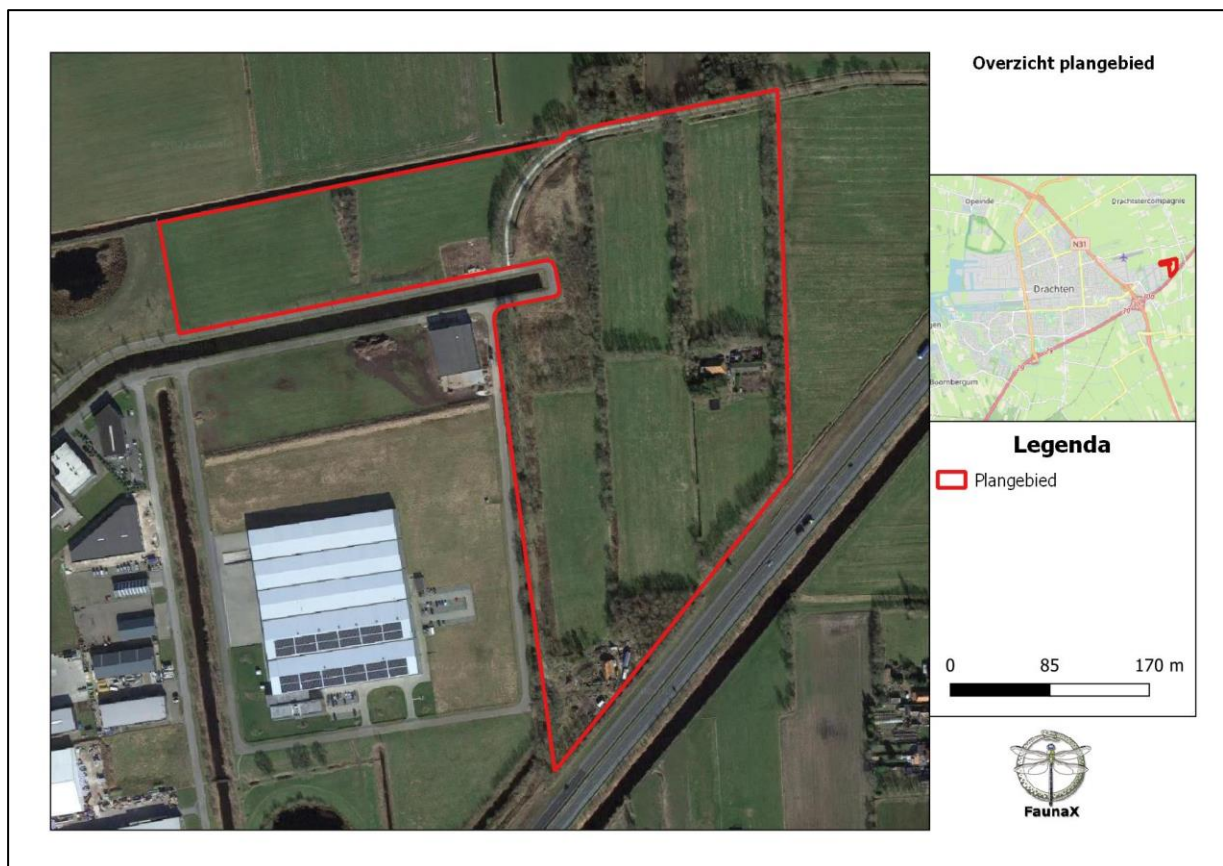 Overzicht plangebied
Opeinde
Drachtstercompagnie
N31
Drachten
Boornbergum
Legenda
Plangebied
0 85 170 m
FaunaX